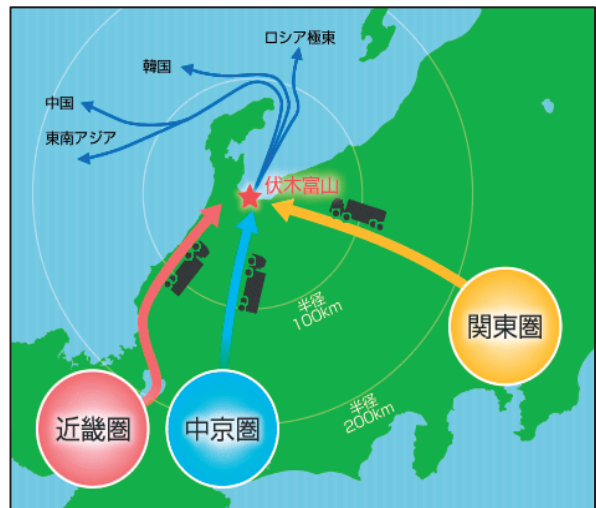 ロシア極東
韓国
中国
東南アジア
伏木富山
半径
100km
関東圏
半径
200km
近畿圏
中京圏